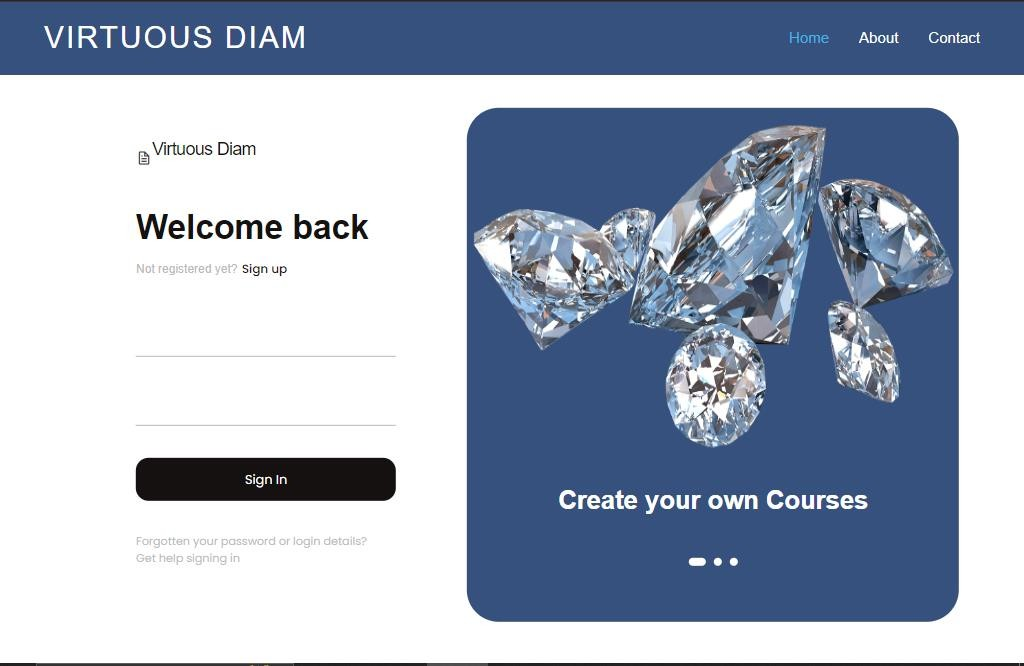 VIRTUOUS DIAM
Home About Contact
Virtuous Diam
Welcome back
Not registered yet? Sign up
Sign In
Forgotten your password or login details?
Get help signing in
Create your own Courses